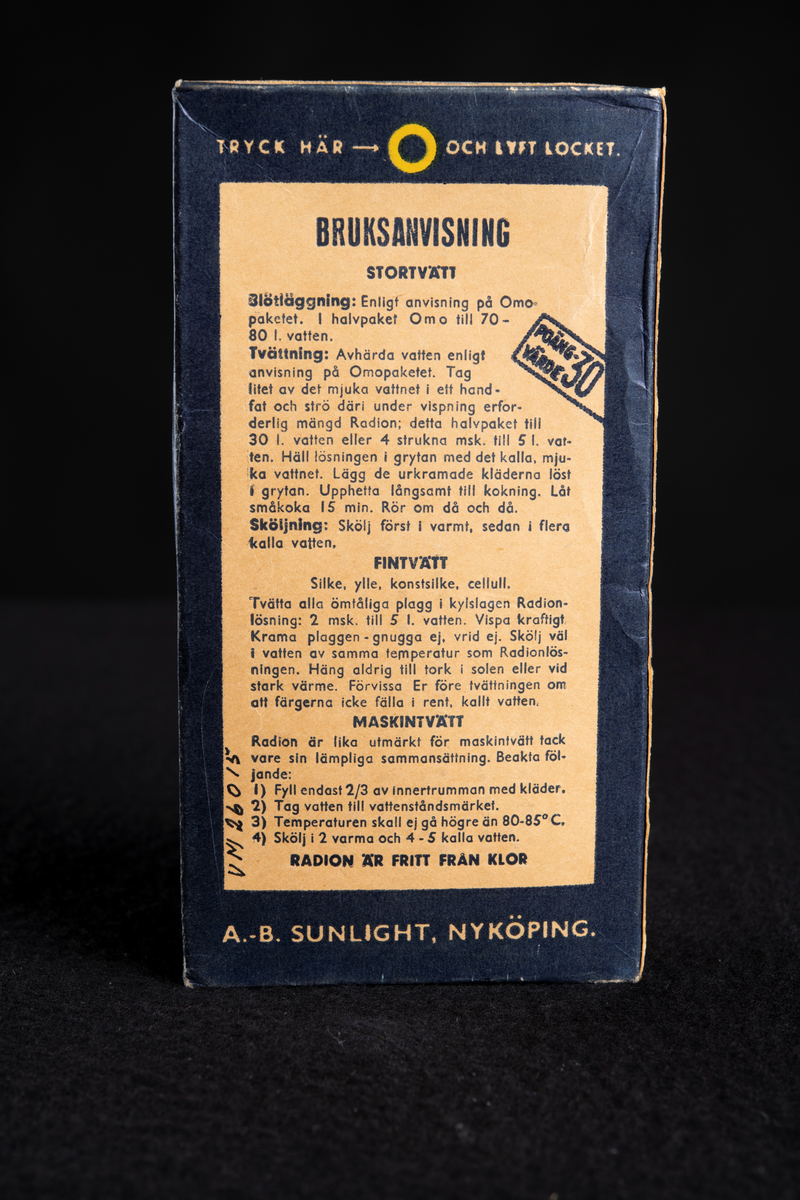 TRYCK HÄR → OCH LYFT LOCKET.
BRUKSANVISNING
STORTVÄTT
Blötläggning: Enligt anvisning på Omo-
paketet. I halvpaket Omo till 70-
80 l. vatten.
Tvättning: Avhärda vatten enligt
anvisning på Omopaketet. Tag
litet av det mjuka vattnet i ett hand-
fat och strö däri under vispning erfor-
derlig mängd Radion; detta halvpaket till
30 l. vatten eller 4 strukna msk. till 5 l. vat-
ten. Häll lösningen i grytan med det kalla, mju-
ka vattnet. Lägg de urkramade kläderna löst
i grytan. Upphetta långsamt till kokning. Låt
småkoka 15 min. Rör om då och då.
Sköljning: Skölj först i varmt, sedan i flera
kalla vatten.
POÄNG-
VÄRDE 30
FINTVÄTT
Silke, ylle, konstsilke, cellull.
Tvätta alla ömtåliga plagg i kylslagen Radion-
lösning: 2 msk. till 5 l. vatten. Vispa kraftigt
Krama plaggen - gnugga ej, vrid ej. Skölj väl
i vatten av samma temperatur som Radionlös-
ningen. Häng aldrig till tork i solen eller vid
stark värme. Förvissa Er före tvättningen om
att färgerna icke fälla i rent, kallt vatten.
MASKINTVÄTT
Radion är lika utmärkt för maskintvätt tack
vare sin lämpliga sammansättning. Beakta föl-
jande:
1) Fyll endast 2/3 av innertrumman med kläder.
2) Tag vatten till vattenståndsmärket.
3) Temperaturen skall ej gå högre än 80-85° C.
4) Skölj i 2 varma och 4 - 5 kalla vatten.
RADION ÄR FRITT FRÅN KLOR
VM 26015
A.-B. SUNLIGHT, NYKÖPING.